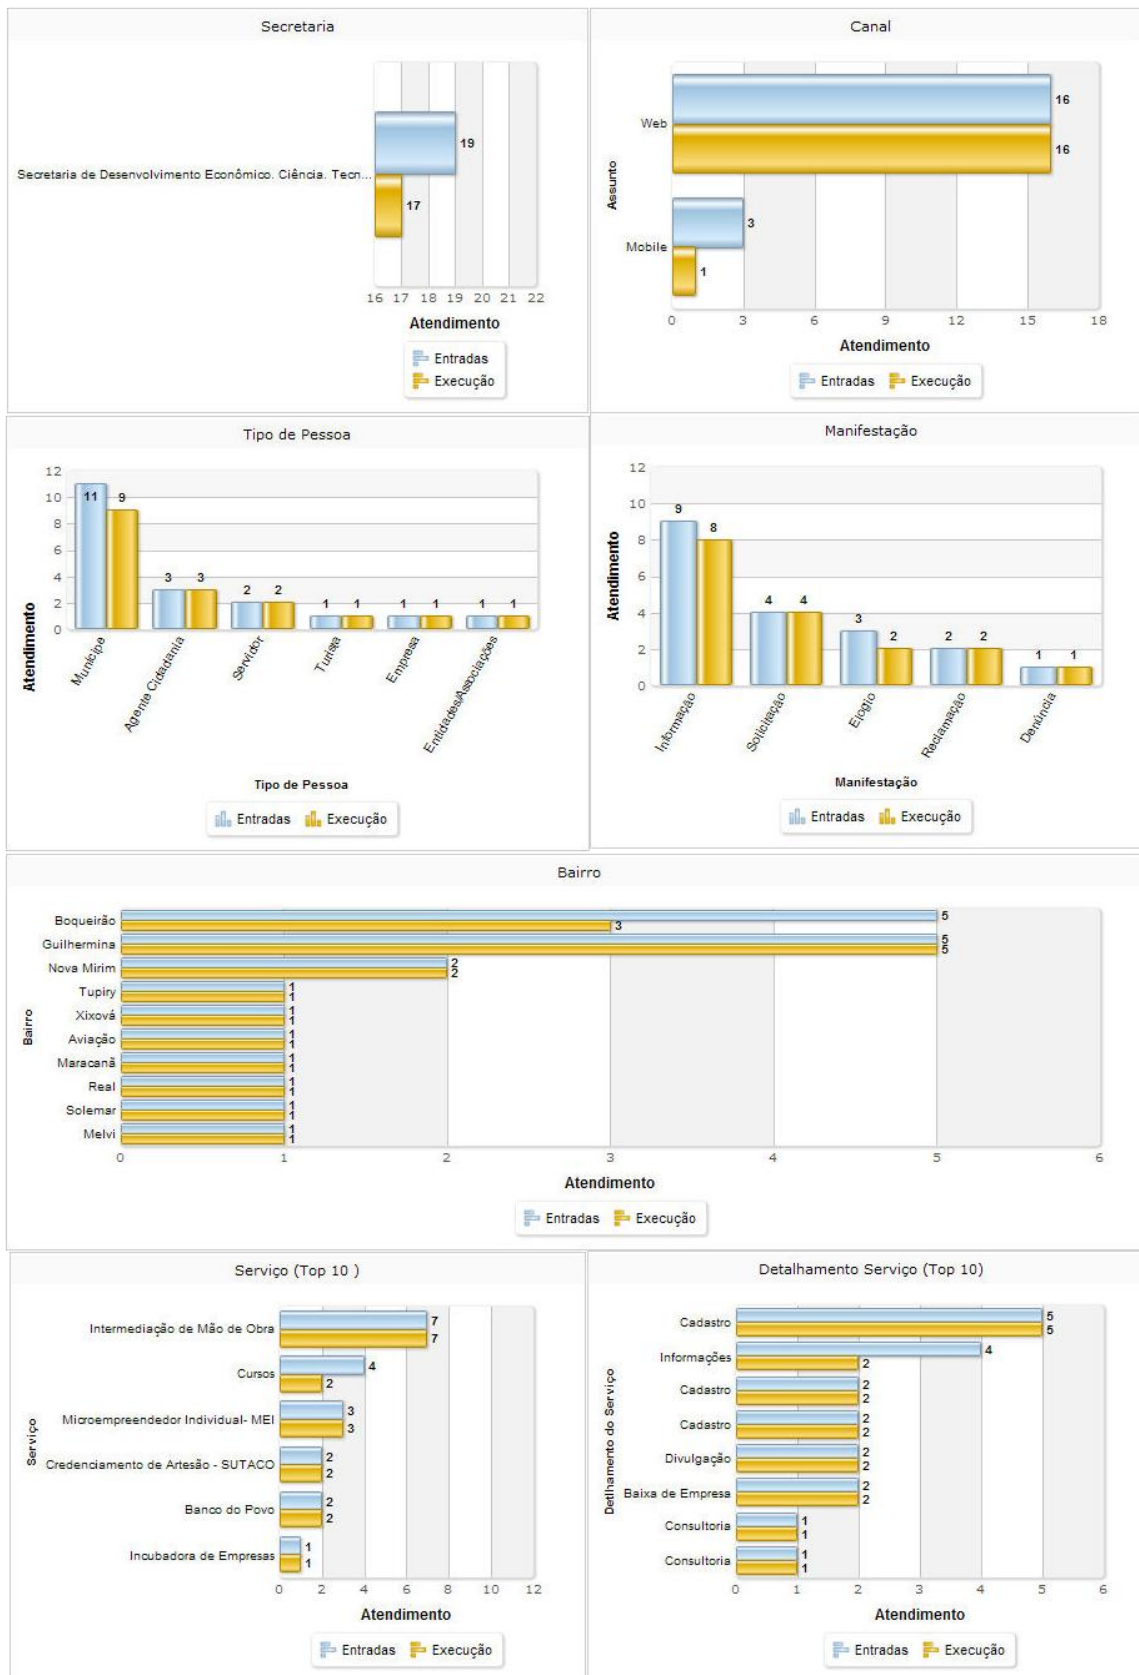 Secretaria
Secretaria de Desenvolvimento Econômico. Ciência. Tecn...
19
17
16 17 18 19 20 21 22
Atendimento
Entradas
Execução
Canal
Assunto
Web
16
16
Mobile
3
1
0 3 6 9 12 15 18
Atendimento
Entradas Execução
Tipo de Pessoa
Atendimento
12
10
8
6
4
2
0
11 9
3 3
2 2
1 1
1 1
1 1
Munícipe
Agente Cidadania
Servidor
Turista
Empresa
Entidades/Associações
Tipo de Pessoa
Entradas Execução
Manifestação
Atendimento
12
10
8
6
4
2
0
9 8
4 4
3 2
2 2
1 1
Informação
Solicitação
Elogio
Reclamação
Denúncia
Manifestação
Entradas Execução
Bairro
Bairro
Boqueirão
5
3
Guilhermina
5
5
Nova Mirim
2
2
Tupiry
1
1
Xixová
1
1
Aviação
1
1
Maracanã
1
1
Real
1
1
Solemar
1
1
Melvi
1
1
0 1 2 3 4 5 6
Atendimento
Entradas Execução
Serviço (Top 10 )
Serviço
Intermediação de Mão de Obra
7
7
Cursos
4
2
Microempreendedor Individual- MEI
3
3
Credenciamento de Artesão - SUTACO
2
2
Banco do Povo
2
2
Incubadora de Empresas
1
1
0 2 4 6 8 10 12
Atendimento
Entradas Execução
Detalhamento Serviço (Top 10)
Detlhamento do Serviço
Cadastro
5
5
Informações
4
2
Cadastro
2
2
Cadastro
2
2
Divulgação
2
2
Baixa de Empresa
2
2
Consultoria
1
1
Consultoria
1
1
0 1 2 3 4 5 6
Atendimento
Entradas Execução